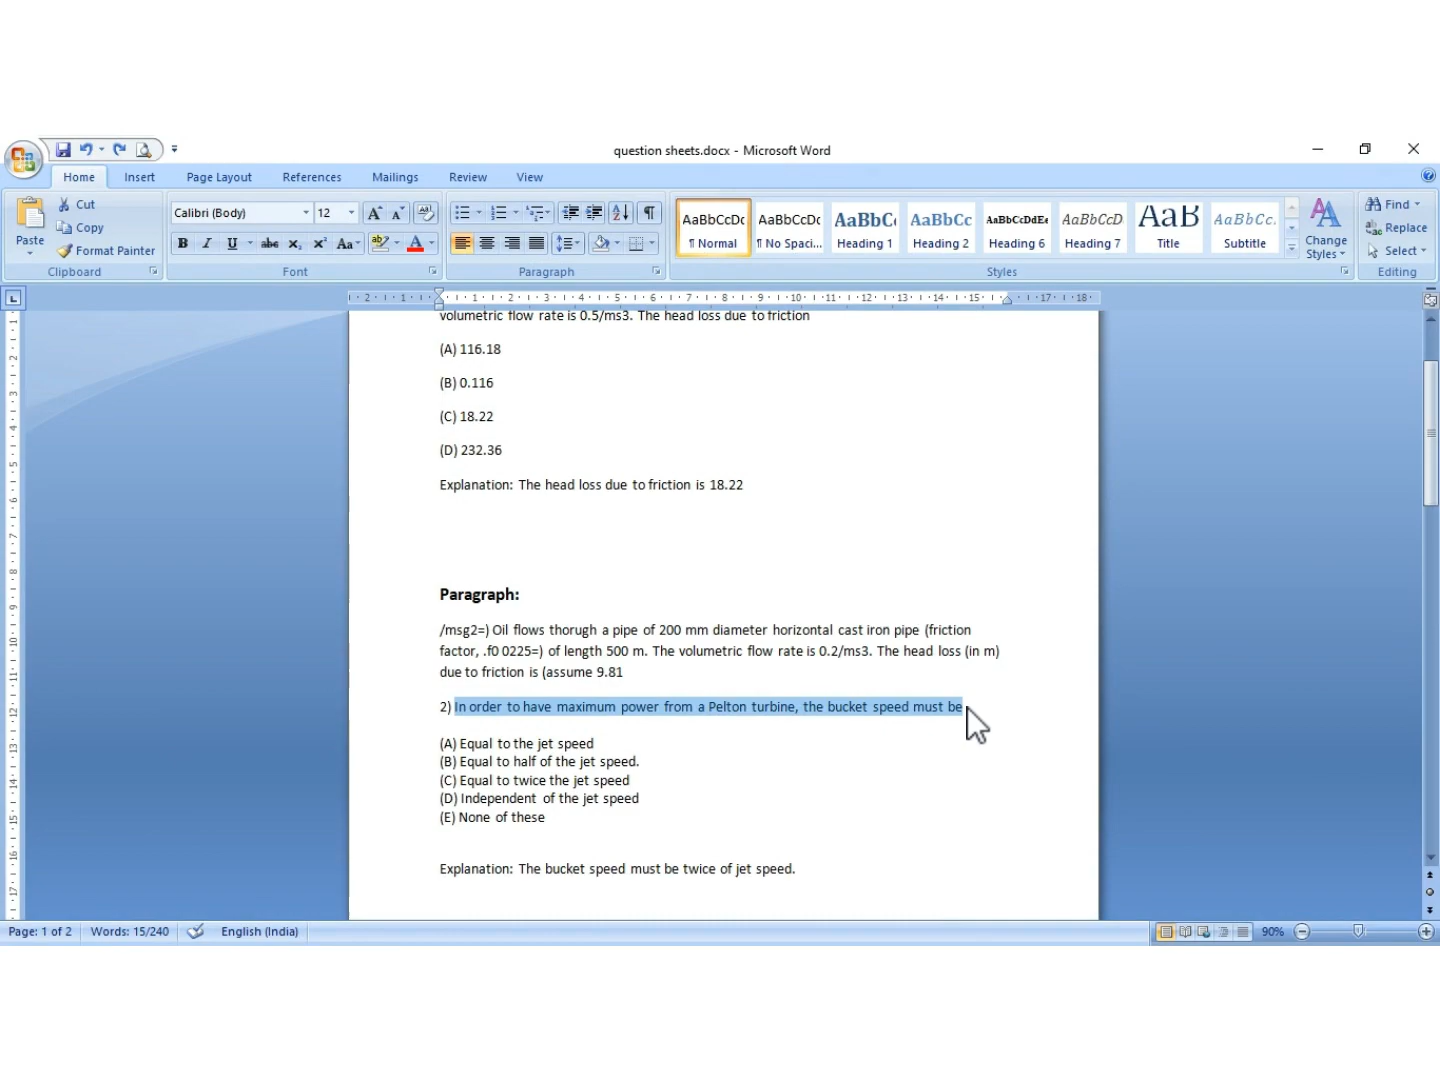 question sheets.docx - Microsoft Word
Home Insert Page Layout References Mailings Review View
Paste
Cut
Copy
Format Painter
Clipboard
Calibri (Body) 12
Font
Paragraph
AaBbCcDc AaBbCcDc AaBbC AaBbCc AaBbCcDdEe AaBbCcD AaB AaBbCc.
¶ Normal ¶ No Spaci... Heading 1 Heading 2 Heading 6 Heading 7 Title Subtitle
Change Styles
Styles
Find
Replace
Select
Editing
volumetric flow rate is 0.5/ms3. The head loss due to friction
(A) 116.18
(B) 0.116
(C) 18.22
(D) 232.36
Explanation: The head loss due to friction is 18.22
Paragraph:
/msg2=) Oil flows thorugh a pipe of 200 mm diameter horizontal cast iron pipe (friction
factor, .f0 0225=) of length 500 m. The volumetric flow rate is 0.2/ms3. The head loss (in m)
due to friction is (assume 9.81
2) In order to have maximum power from a Pelton turbine, the bucket speed must be
(A) Equal to the jet speed
(B) Equal to half of the jet speed.
(C) Equal to twice the jet speed
(D) Independent of the jet speed
(E) None of these
Explanation: The bucket speed must be twice of jet speed.
Page: 1 of 2 Words: 15/240 English (India) 90%